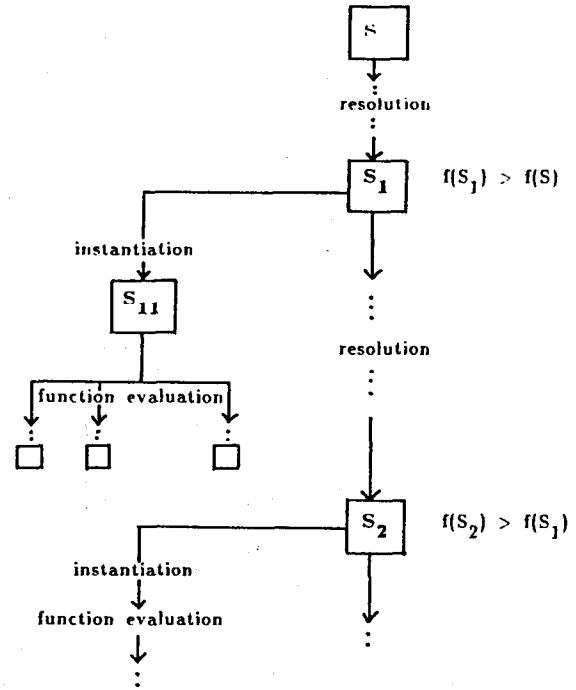 S
resolution
S₁ f(S₁) > f(S)
instantiation
S₁₁
resolution
function evaluation
S₂ f(S₂) > f(S₁)
instantiation
function evaluation